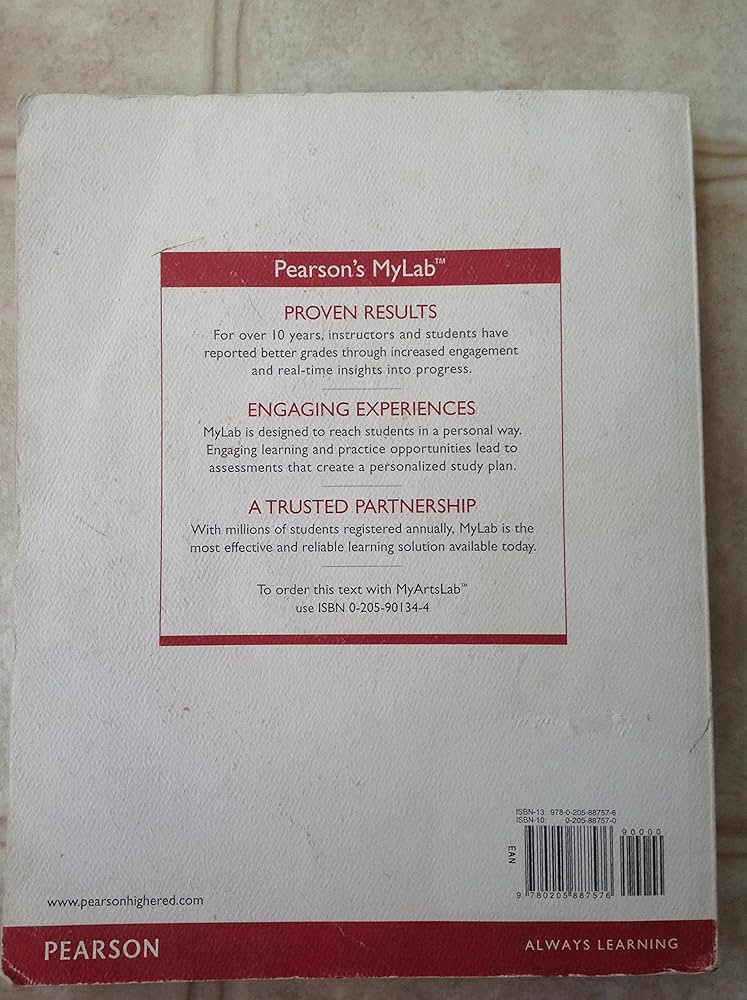 Pearson's MyLab™
PROVEN RESULTS
For over 10 years, instructors and students have
reported better grades through increased engagement
and real-time insights into progress.
ENGAGING EXPERIENCES
MyLab is designed to reach students in a personal way.
Engaging learning and practice opportunities lead to
assessments that create a personalized study plan.
A TRUSTED PARTNERSHIP
With millions of students registered annually, MyLab is the
most effective and reliable learning solution available today.
To order this text with MyArtsLab™
use ISBN 0-205-90134-4
ISBN-13: 978-0-205-88757-6
ISBN-10: 0-205-88757-0
90000
EAN
9 780205 887576
www.pearsonhighered.com
PEARSON
ALWAYS LEARNING